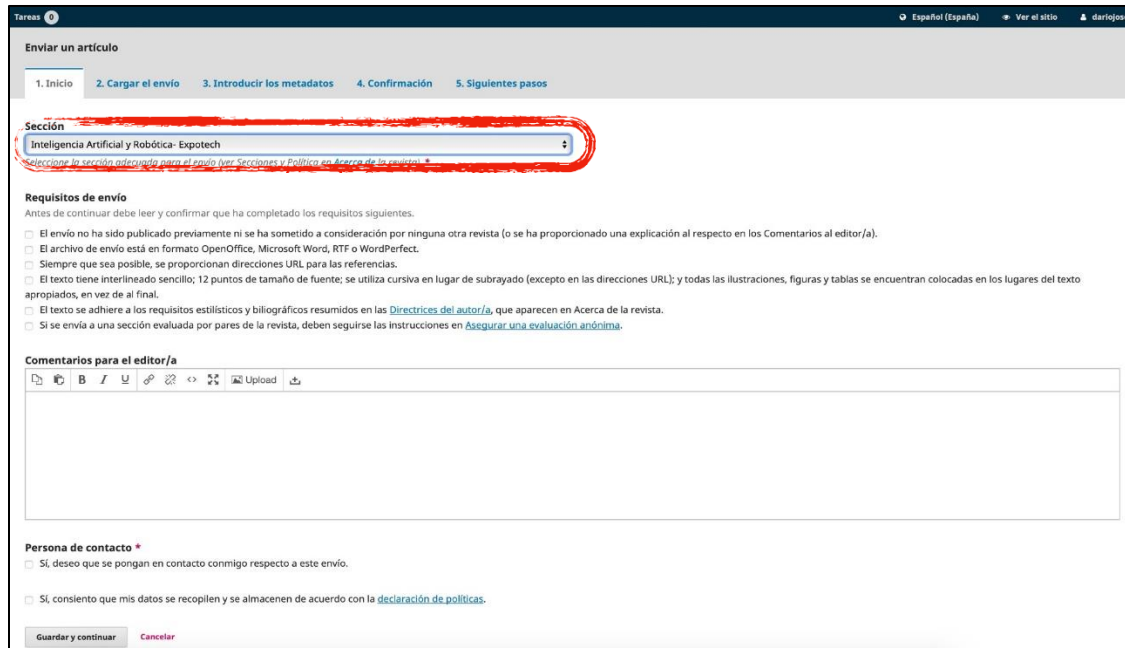 Tareas 0 Español (España) Ver el sitio dariojos
Enviar un artículo
1. Inicio 2. Cargar el envío 3. Introducir los metadatos 4. Confirmación 5. Siguientes pasos
Sección
Inteligencia Artificial y Robótica- Expotech
Seleccione la sección adecuada para el envío (ver Secciones y Política en Acerca de la revista). *
Requisitos de envío
Antes de continuar debe leer y confirmar que ha completado los requisitos siguientes.
El envío no ha sido publicado previamente ni se ha sometido a consideración por ninguna otra revista (o se ha proporcionado una explicación al respecto en los Comentarios al editor/a).
El archivo de envío está en formato OpenOffice, Microsoft Word, RTF o WordPerfect.
Siempre que sea posible, se proporcionan direcciones URL para las referencias.
El texto tiene interlineado sencillo; 12 puntos de tamaño de fuente; se utiliza cursiva en lugar de subrayado (excepto en las direcciones URL); y todas las ilustraciones, figuras y tablas se encuentran colocadas en los lugares del texto
apropiados, en vez de al final.
El texto se adhiere a los requisitos estilísticos y biliográficos resumidos en las Directrices del autor/a, que aparecen en Acerca de la revista.
Si se envía a una sección evaluada por pares de la revista, deben seguirse las instrucciones en Asegurar una evaluación anónima.
Comentarios para el editor/a
B I U Upload
Persona de contacto *
Sí, deseo que se pongan en contacto conmigo respecto a este envío.
Sí, consiento que mis datos se recopilen y se almacenen de acuerdo con la declaración de políticas.
Guardar y continuar Cancelar